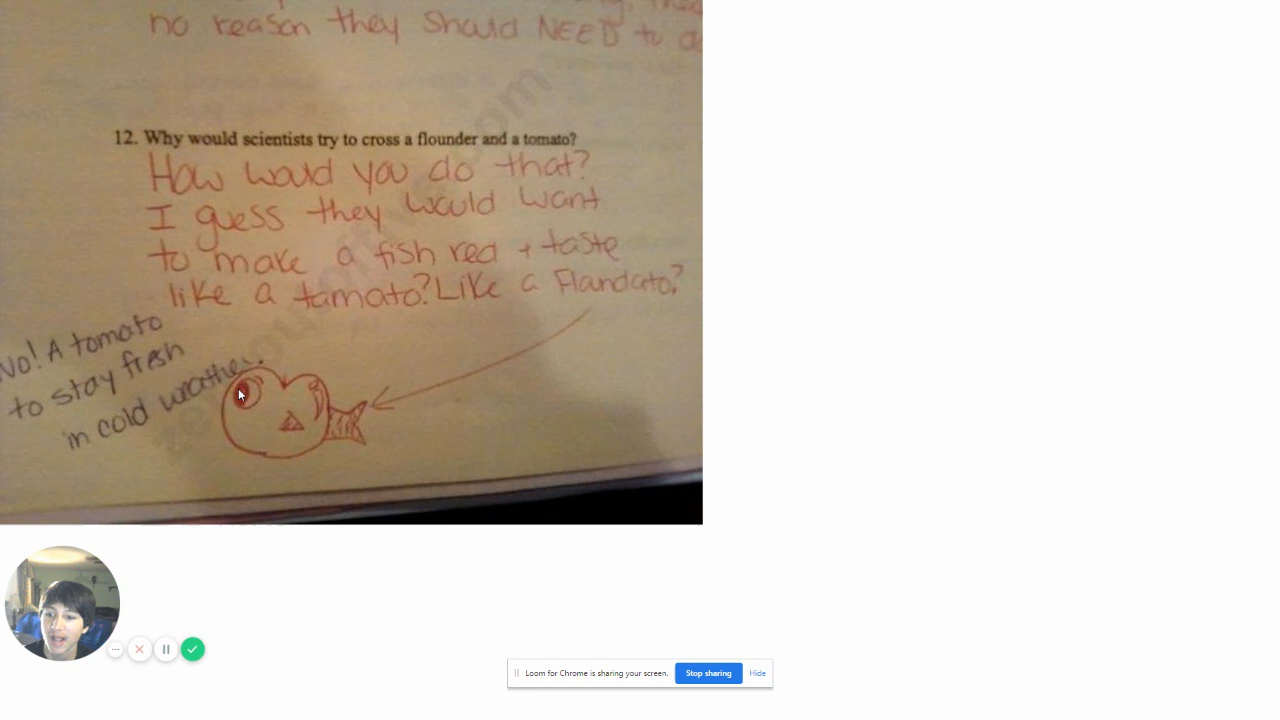 no reason they Should NEED to do
12. Why would scientists try to cross a flounder and a tomato?
How would you do that?
I guess they would want
to make a fish red + taste
like a tomato? Like a Flandato?
No! A tomato
to stay fresh
in cold weather.
Loom for Chrome is sharing your screen.
Stop sharing
Hide